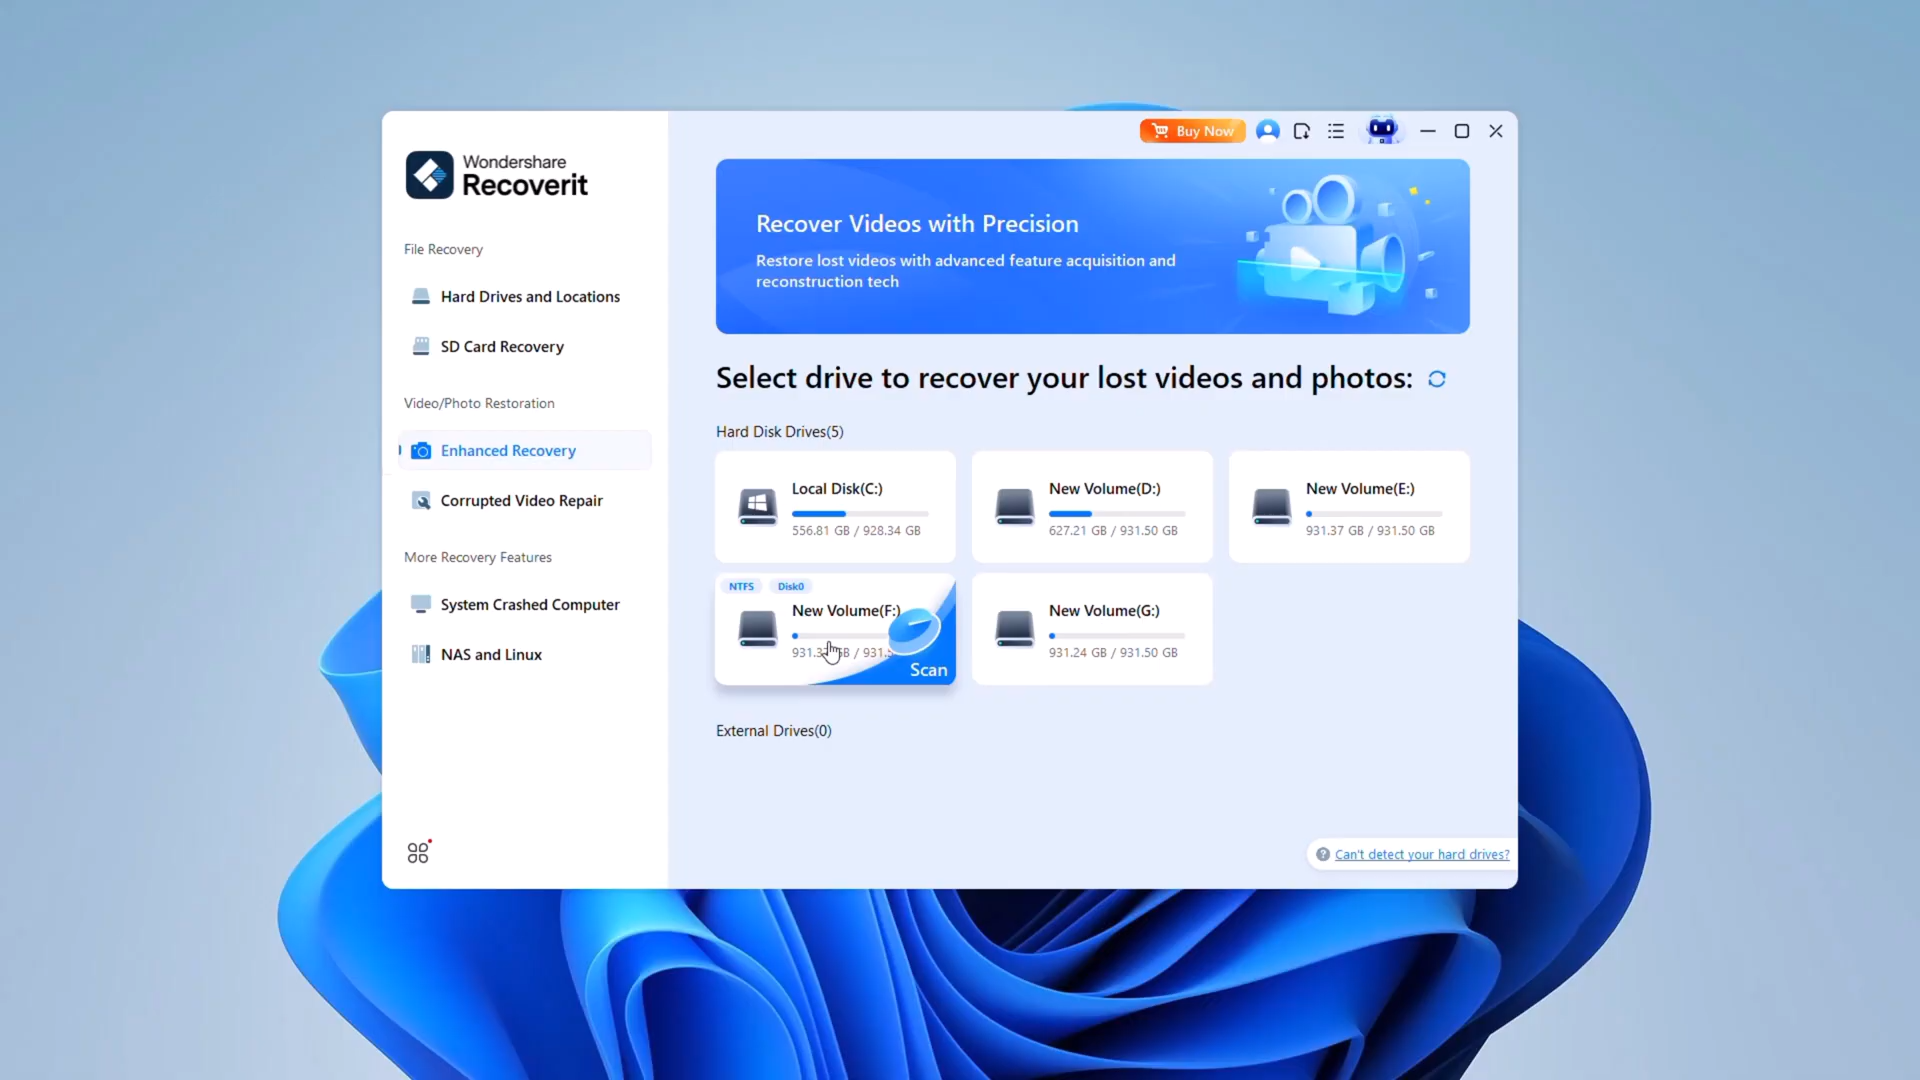 Buy Now
Wondershare
Recoverit
File Recovery
Hard Drives and Locations
SD Card Recovery
Video/Photo Restoration
Enhanced Recovery
Corrupted Video Repair
More Recovery Features
System Crashed Computer
NAS and Linux
Recover Videos with Precision
Restore lost videos with advanced feature acquisition and
reconstruction tech
Select drive to recover your lost videos and photos:
Hard Disk Drives(5)
Local Disk(C:)
556.81 GB / 928.34 GB
New Volume(D:)
627.21 GB / 931.50 GB
New Volume(E:)
931.37 GB / 931.50 GB
NTFS Disk0
New Volume(F:)
Scan
New Volume(G:)
931.24 GB / 931.50 GB
External Drives(0)
Can't detect your hard drives?